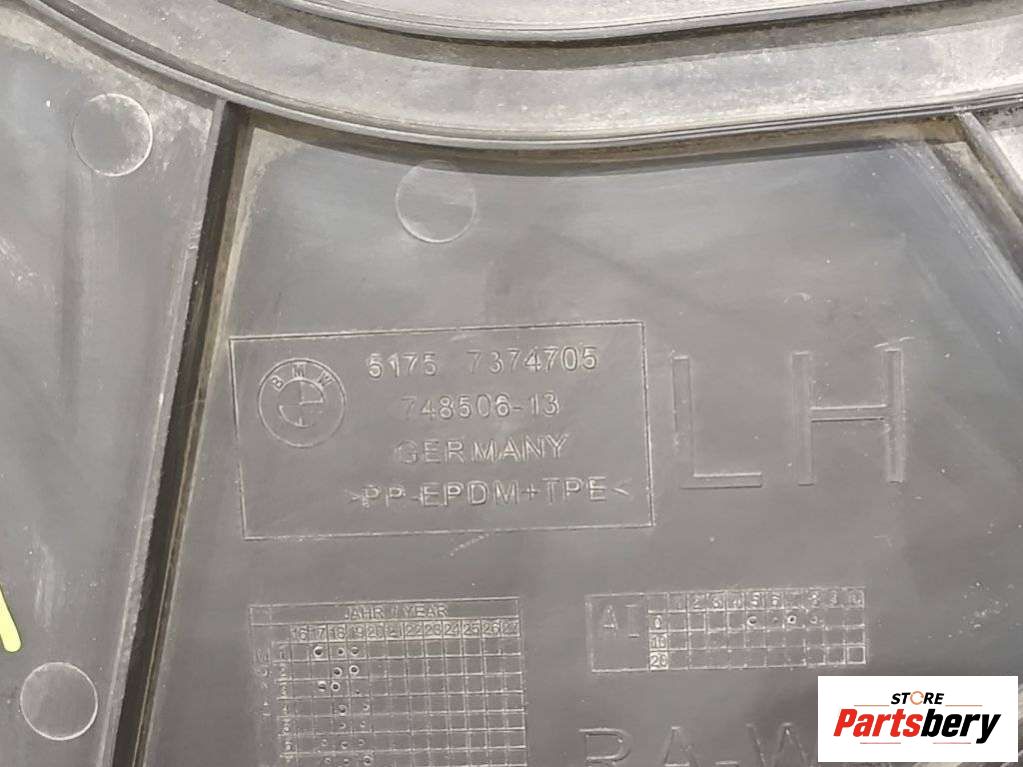 BMW
5175 7374705
748506-13
GERMANY
>PP-EPDM+TPE<
LH
JAHR / YEAR
16 17 18 19 20 21 22 23 24 25 26 27
AI
1 2 3 4 5 6 7 8 9
0
10
20
STORE
Partsbery